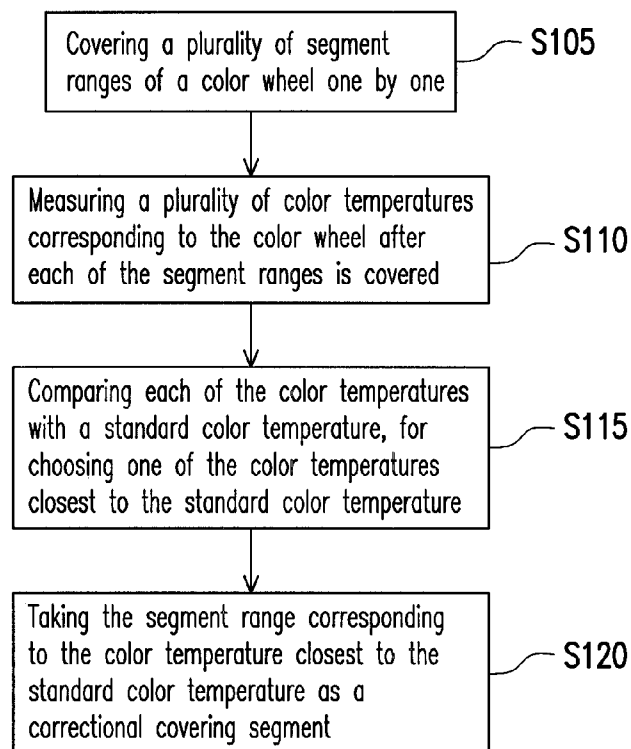 Covering a plurality of segment
ranges of a color wheel one by one
S105
Measuring a plurality of color temperatures
corresponding to the color wheel after
each of the segment ranges is covered
S110
Comparing each of the color temperatures
with a standard color temperature, for
choosing one of the color temperatures
closest to the standard color temperature
S115
Taking the segment range corresponding
to the color temperature closest to the
standard color temperature as a
correctional covering segment
S120